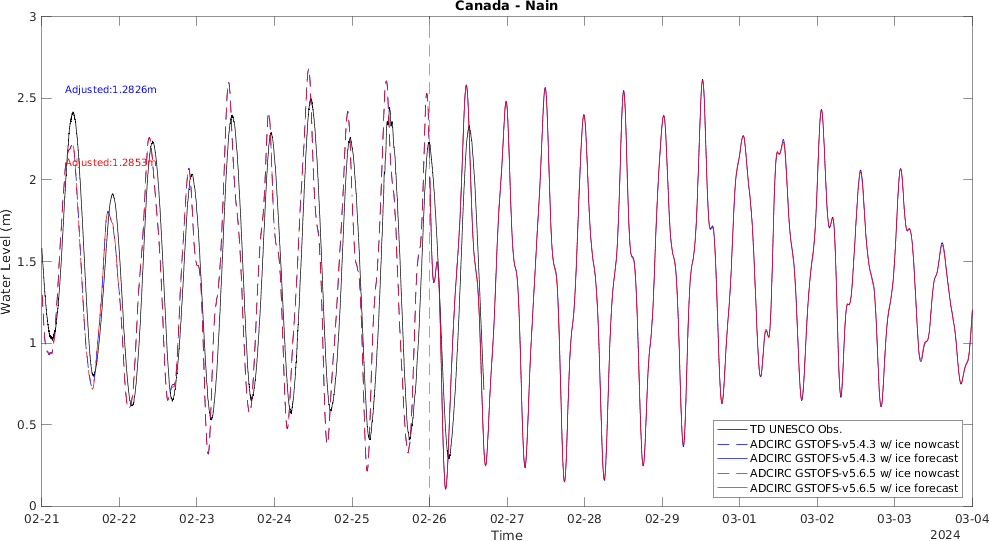 Canada - Nain
3
2.5
2
1.5
1
0.5
0
Water Level (m)
Adjusted:1.2826m
Adjusted:1.2853m
TD UNESCO Obs.
ADCIRC GSTOFS-v5.4.3 w/ ice nowcast
ADCIRC GSTOFS-v5.4.3 w/ ice forecast
ADCIRC GSTOFS-v5.6.5 w/ ice nowcast
ADCIRC GSTOFS-v5.6.5 w/ ice forecast
02-21 02-22 02-23 02-24 02-25 02-26 02-27 02-28 02-29 03-01 03-02 03-03 03-04
Time
2024